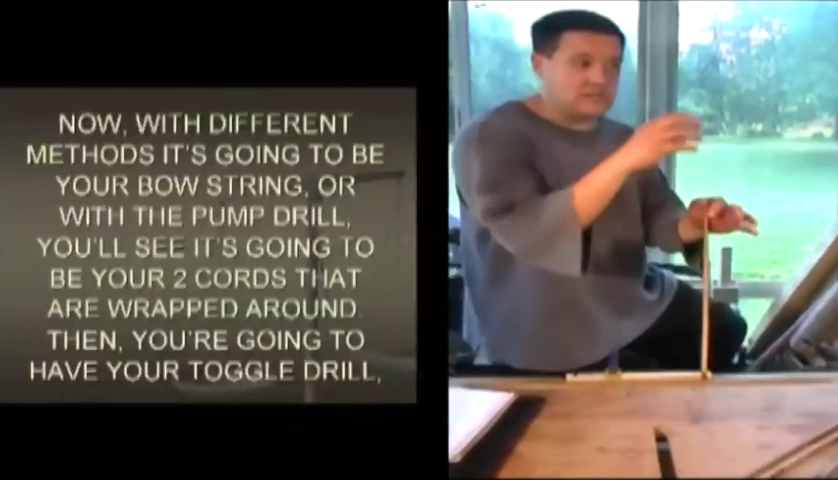 NOW, WITH DIFFERENT
METHODS IT'S GOING TO BE
YOUR BOW STRING, OR
WITH THE PUMP DRILL,
YOU'LL SEE IT'S GOING TO
BE YOUR 2 CORDS THAT
ARE WRAPPED AROUND.
THEN, YOU'RE GOING TO
HAVE YOUR TOGGLE DRILL,